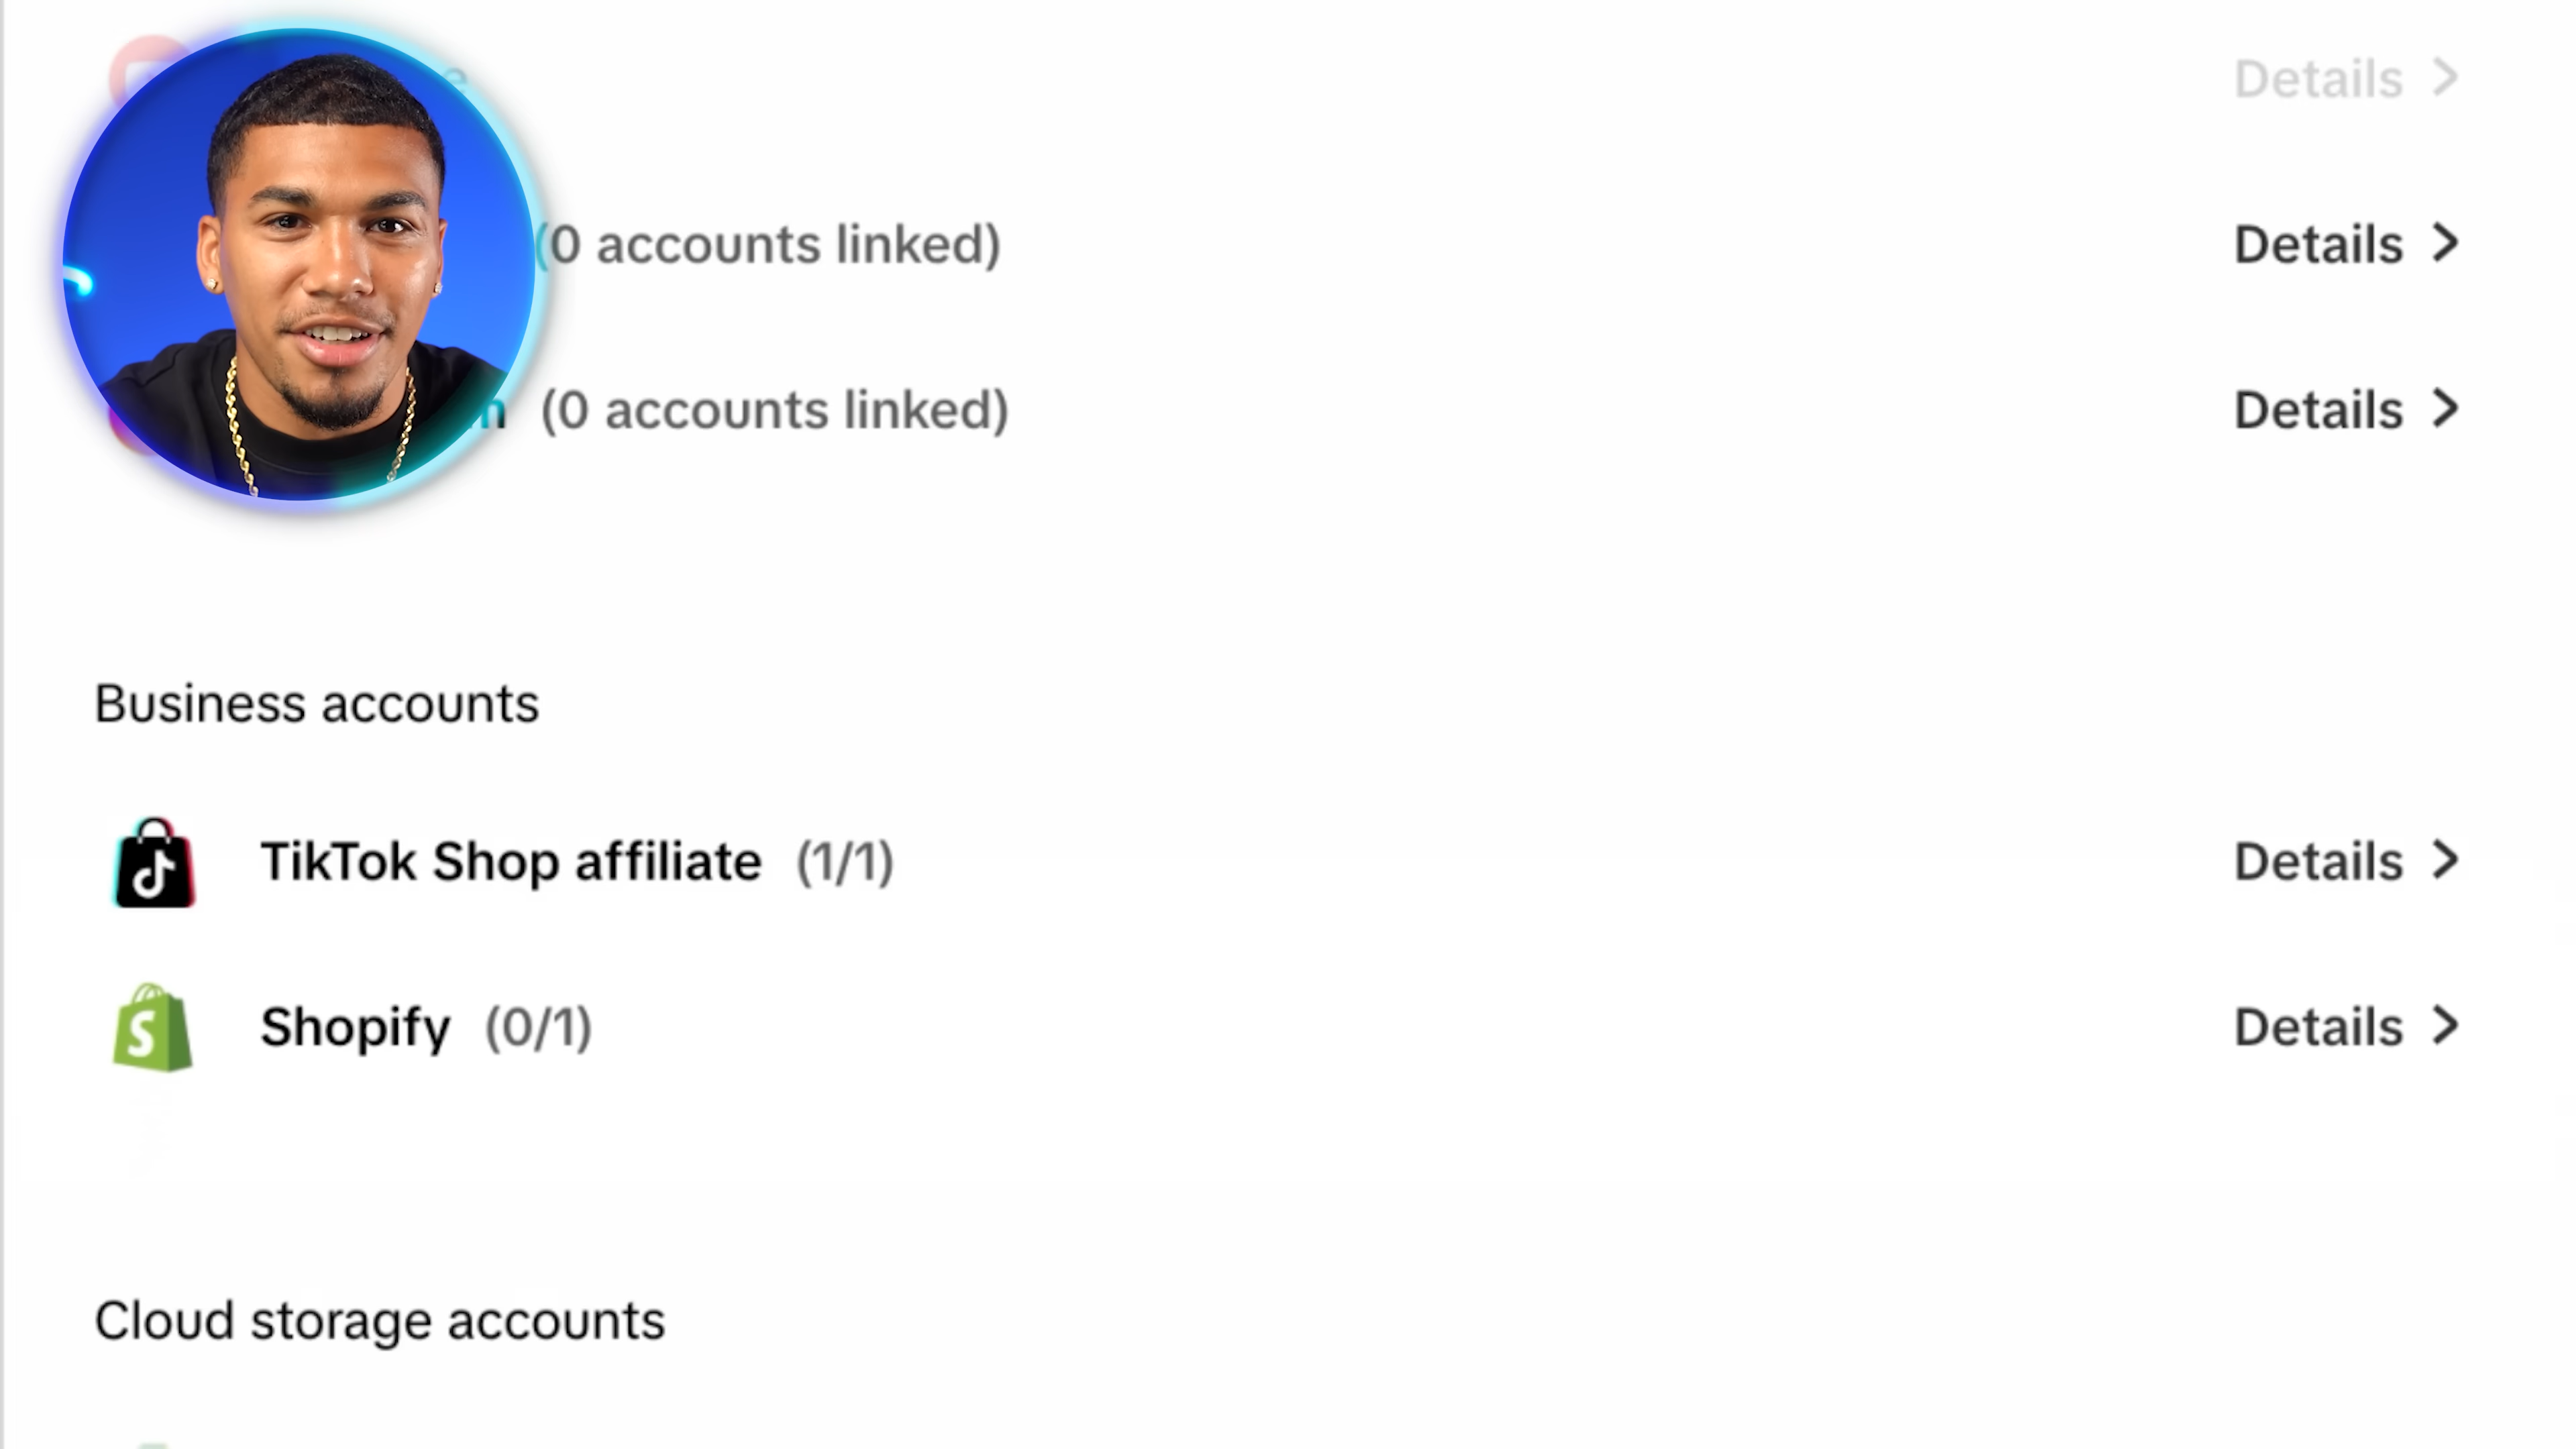 Details
(0 accounts linked) Details
(0 accounts linked) Details
Business accounts
TikTok Shop affiliate (1/1) Details
Shopify (0/1) Details
Cloud storage accounts